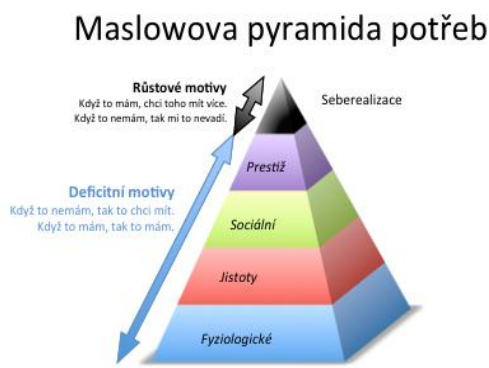 Maslowova pyramida potřeb
Růstové motivy
Když to mám, chci toho mít více.
Když to nemám, tak mi to nevadí.
Seberealizace
Prestiž
Deficitní motivy
Když to nemám, tak to chci mít.
Když to mám, tak to mám.
Sociální
Jistoty
Fyziologické